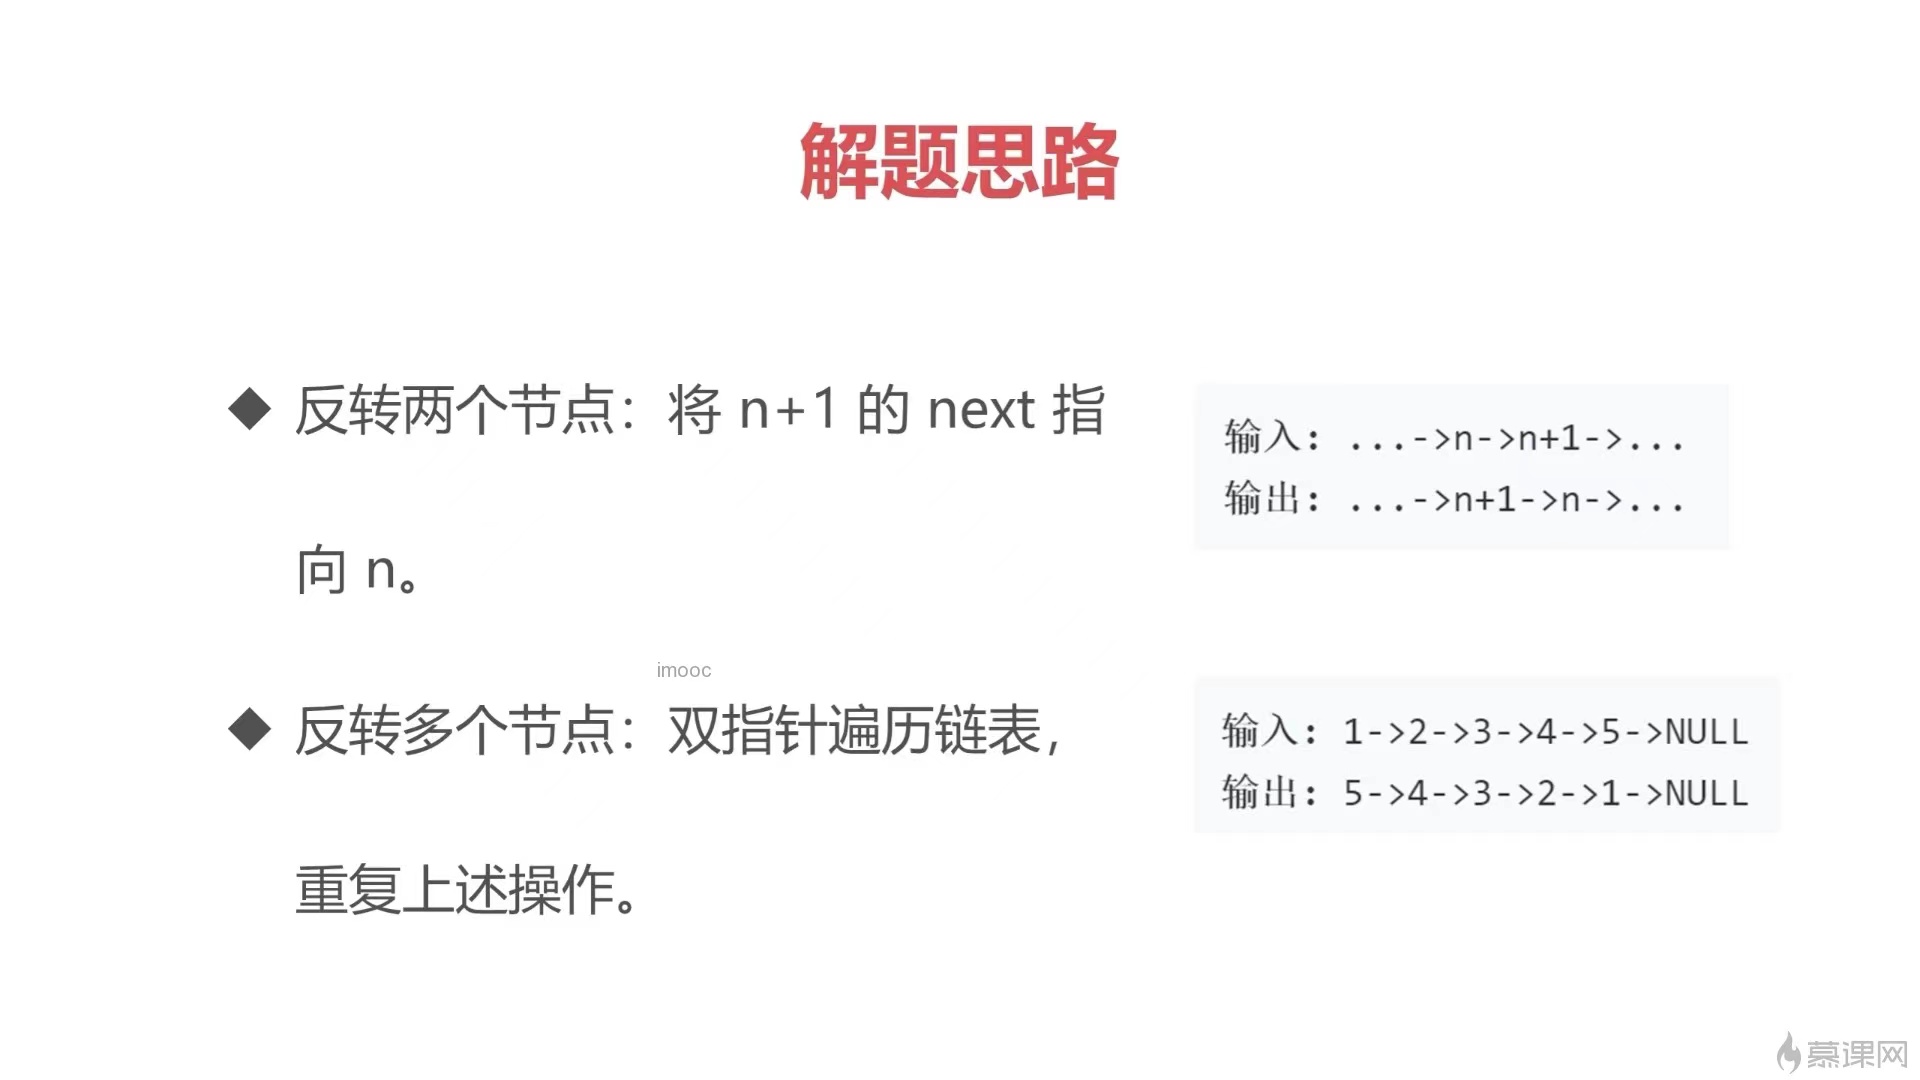 解题思路
◆ 反转两个节点：将 n+1 的 next 指
向 n。
输入: ...->n->n+1->...
输出: ...->n+1->n->...
imooc
◆ 反转多个节点：双指针遍历链表，
重复上述操作。
输入: 1->2->3->4->5->NULL
输出: 5->4->3->2->1->NULL
慕课网